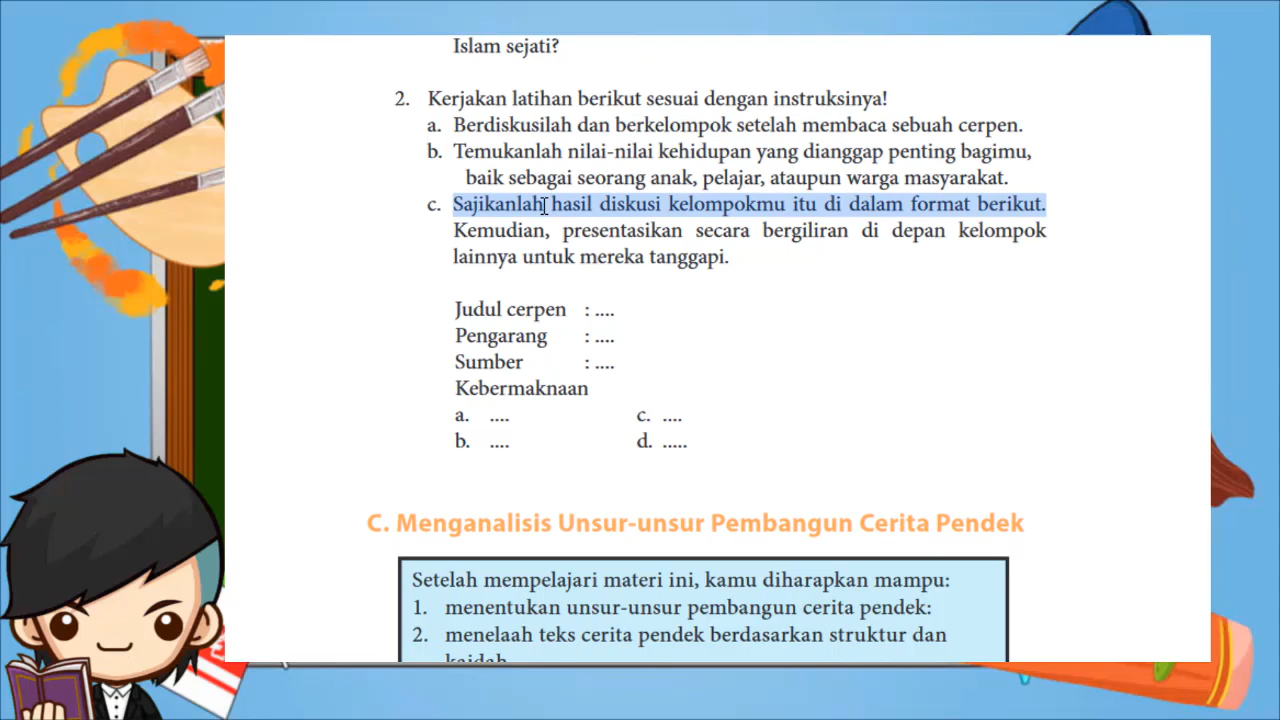 Islam sejati?
2. Kerjakan latihan berikut sesuai dengan instruksinya!
a. Berdiskusilah dan berkelompok setelah membaca sebuah cerpen.
b. Temukanlah nilai-nilai kehidupan yang dianggap penting bagimu,
baik sebagai seorang anak, pelajar, ataupun warga masyarakat.
c. Sajikanlah hasil diskusi kelompokmu itu di dalam format berikut.
Kemudian, presentasikan secara bergiliran di depan kelompok
lainnya untuk mereka tanggapi.
Judul cerpen : ....
Pengarang : ....
Sumber : ....
Kebermaknaan
a. .... c. ....
b. .... d. .....
C. Menganalisis Unsur-unsur Pembangun Cerita Pendek
Setelah mempelajari materi ini, kamu diharapkan mampu:
1. menentukan unsur-unsur pembangun cerita pendek:
2. menelaah teks cerita pendek berdasarkan struktur dan
kaidah